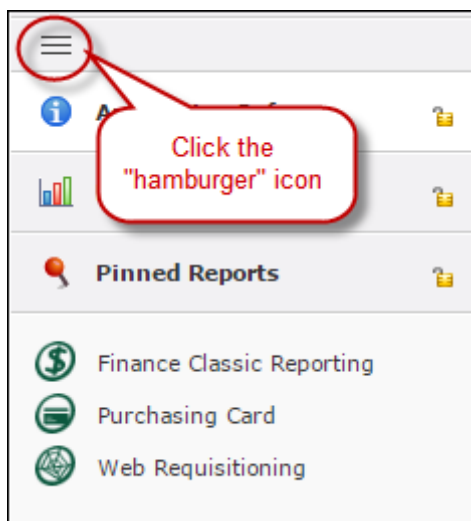 Click the
"hamburger" icon
Pinned Reports
Finance Classic Reporting
Purchasing Card
Web Requisitioning